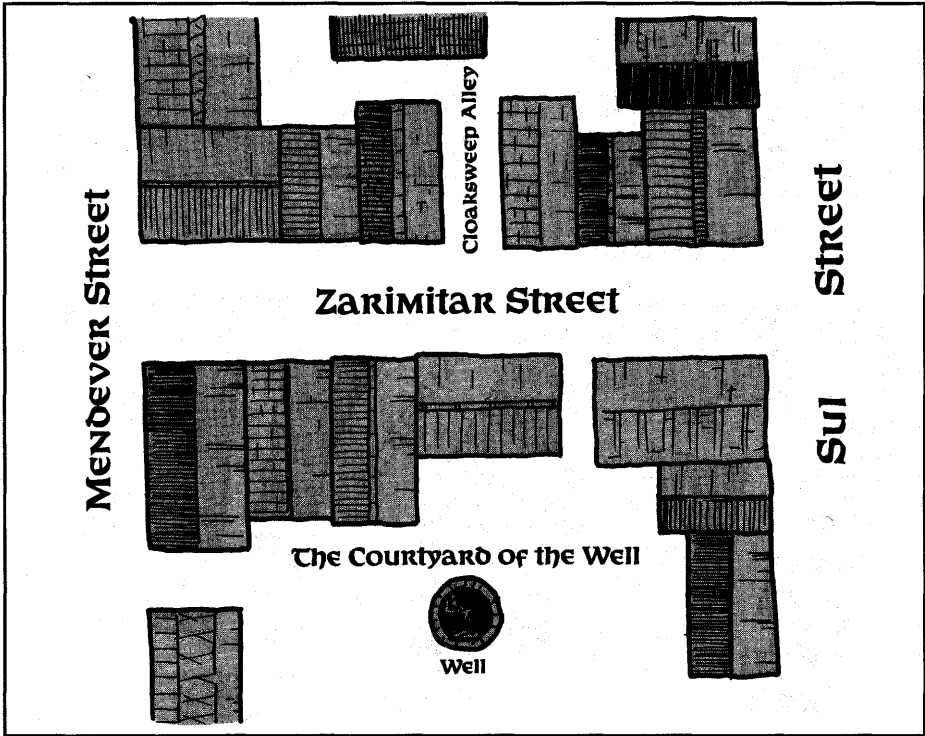 Cloaksweep Alley
Mendever Street
Zarimitar Street
Sul Street
The Courtyard of the Well
Well